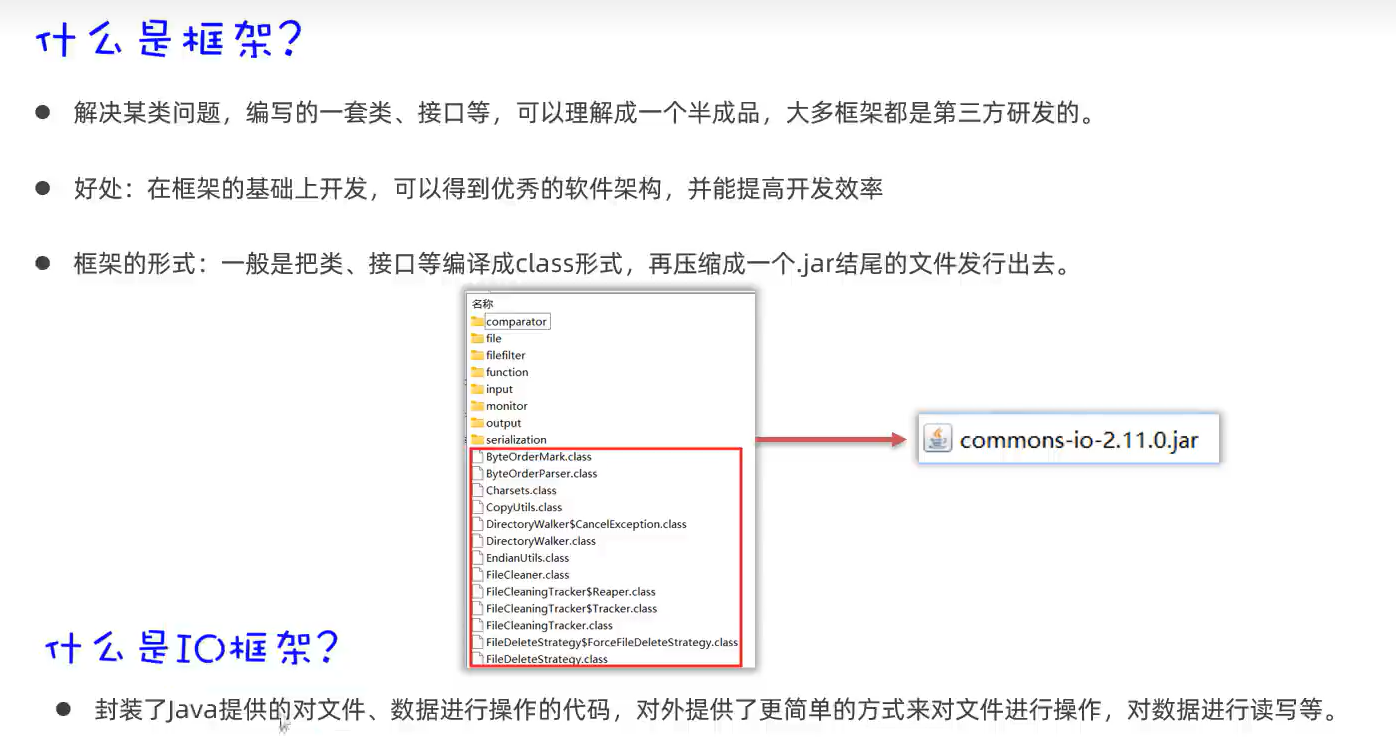 什么是框架?
● 解决某类问题，编写的一套类、接口等，可以理解成一个半成品，大多框架都是第三方研发的。
● 好处：在框架的基础上开发，可以得到优秀的软件架构，并能提高开发效率
● 框架的形式：一般是把类、接口等编译成class形式，再压缩成一个.jar结尾的文件发行出去。
名称
comparator
file
filefilter
function
input
monitor
output
serialization
ByteOrderMark.class
ByteOrderParser.class
Charsets.class
CopyUtils.class
DirectoryWalker$CancelException.class
DirectoryWalker.class
EndianUtils.class
FileCleaner.class
FileCleaningTracker$Reaper.class
FileCleaningTracker$Tracker.class
FileCleaningTracker.class
FileDeleteStrategy$ForceFileDeleteStrategy.class
FileDeleteStrategy.class
commons-io-2.11.0.jar
什么是IO框架?
● 封装了Java提供的对文件、数据进行操作的代码，对外提供了更简单的方式来对文件进行操作，对数据进行读写等。